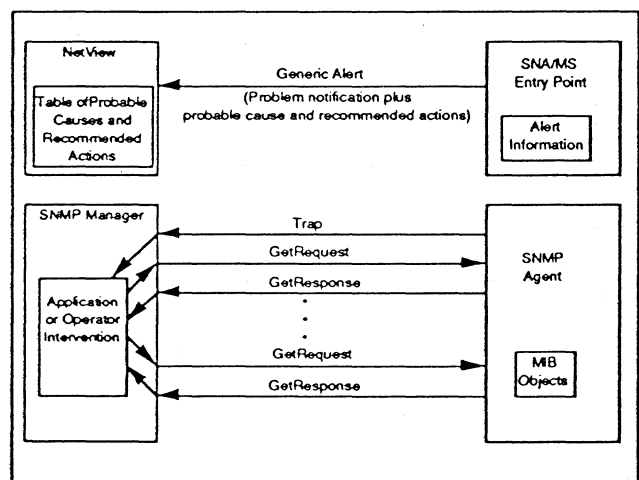 NetView
Table of Probable
Causes and
Recommended
Actions
Generic Alert
(Problem notification plus
probable cause and recommended actions)
SNA/MS
Entry Point
Alert
Information
SNMP Manager
Application
or Operator
Intervention
Trap
GetRequest
GetResponse
GetRequest
GetResponse
SNMP
Agent
MIB
Objects